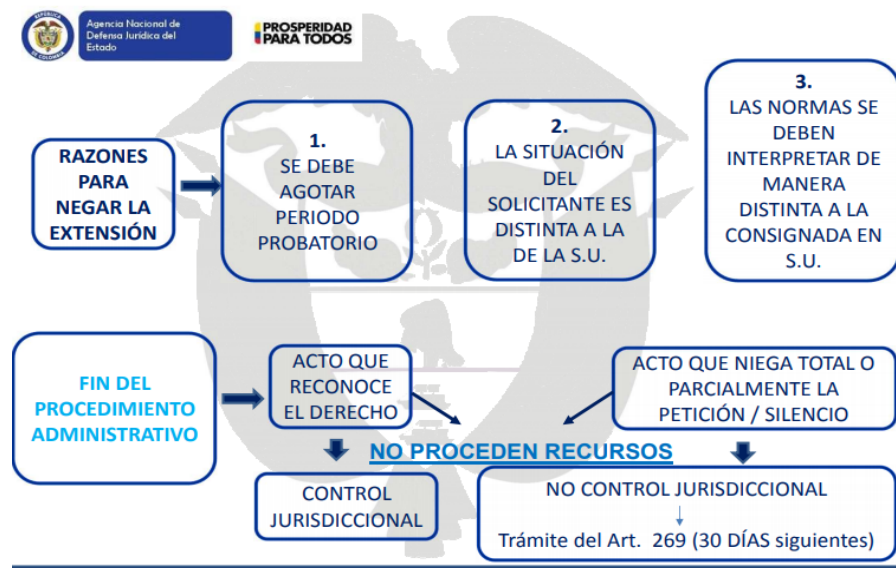 REPÚBLICA
DE COLOMBIA
Agencia Nacional de
Defensa Jurídica del
Estado
PROSPERIDAD
PARA TODOS
RAZONES
PARA
NEGAR LA
EXTENSIÓN
1.
SE DEBE
AGOTAR
PERIODO
PROBATORIO
2.
LA SITUACIÓN
DEL
SOLICITANTE ES
DISTINTA A LA
DE LA S.U.
3.
LAS NORMAS SE
DEBEN
INTERPRETAR DE
MANERA
DISTINTA A LA
CONSIGNADA EN
S.U.
FIN DEL
PROCEDIMIENTO
ADMINISTRATIVO
ACTO QUE
RECONOCE
EL DERECHO
ACTO QUE NIEGA TOTAL O
PARCIALMENTE LA
PETICIÓN / SILENCIO
NO PROCEDEN RECURSOS
CONTROL
JURISDICCIONAL
NO CONTROL JURISDICCIONAL
Trámite del Art. 269 (30 DÍAS siguientes)